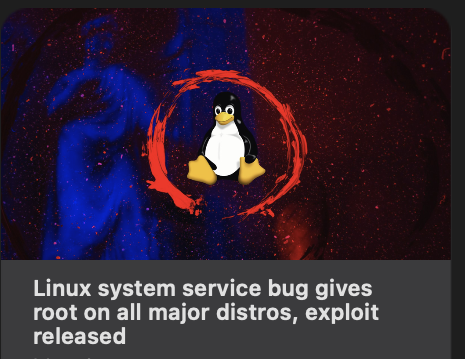 Linux system service bug gives
root on all major distros, exploit
released